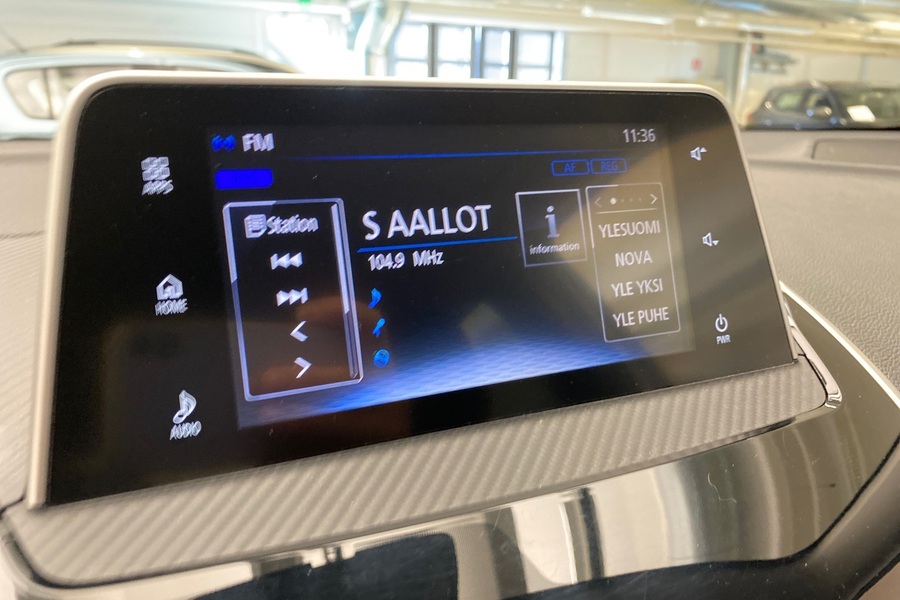 FM
11:36
AF REG
APPS
HOME
AUDIO
Station
S AALLOT
104.9 MHz
i
information
YLESUOMI
NOVA
YLE YKSI
YLE PUHE
PWR